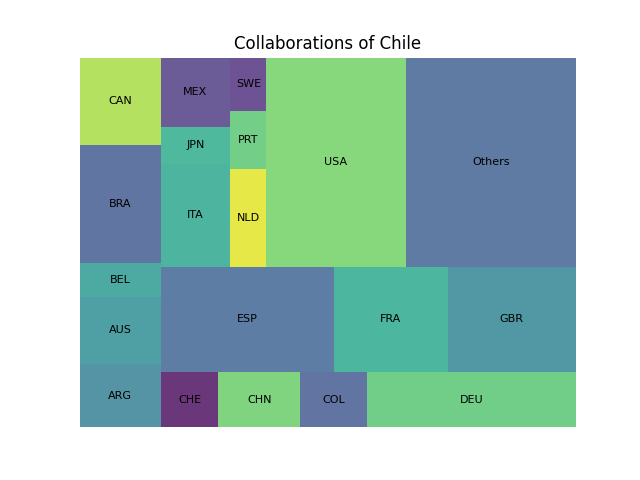 Collaborations of Chile
CAN
MEX
SWE
JPN
PRT
USA
Others
BRA
ITA
NLD
BEL
AUS
ESP
FRA
GBR
ARG
CHE
CHN
COL
DEU